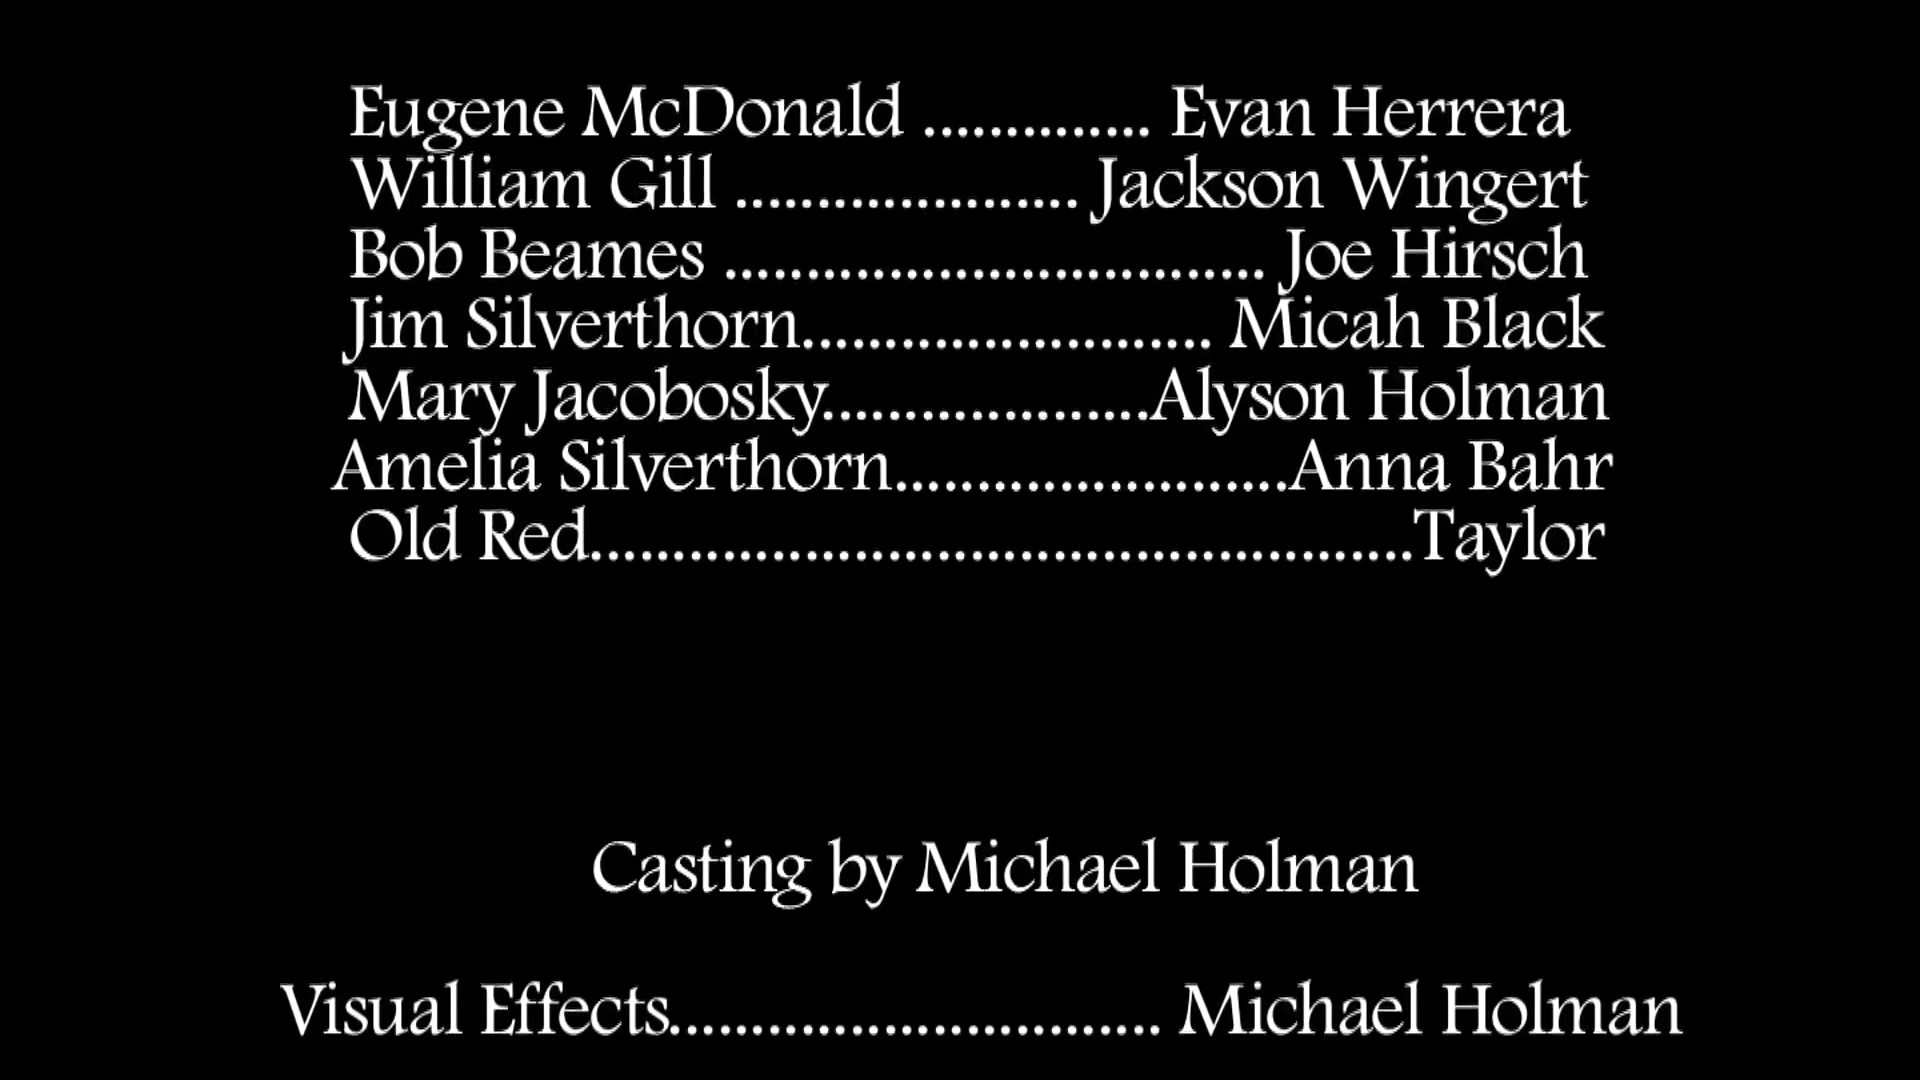 Eugene McDonald .............. Evan Herrera
William Gill ..................... Jackson Wingert
Bob Beames ................................. Joe Hirsch
Jim Silverthorn......................... Micah Black
Mary Jacobosky....................Alyson Holman
Amelia Silverthorn........................Anna Bahr
Old Red..................................................Taylor
Casting by Michael Holman
Visual Effects.............................. Michael Holman